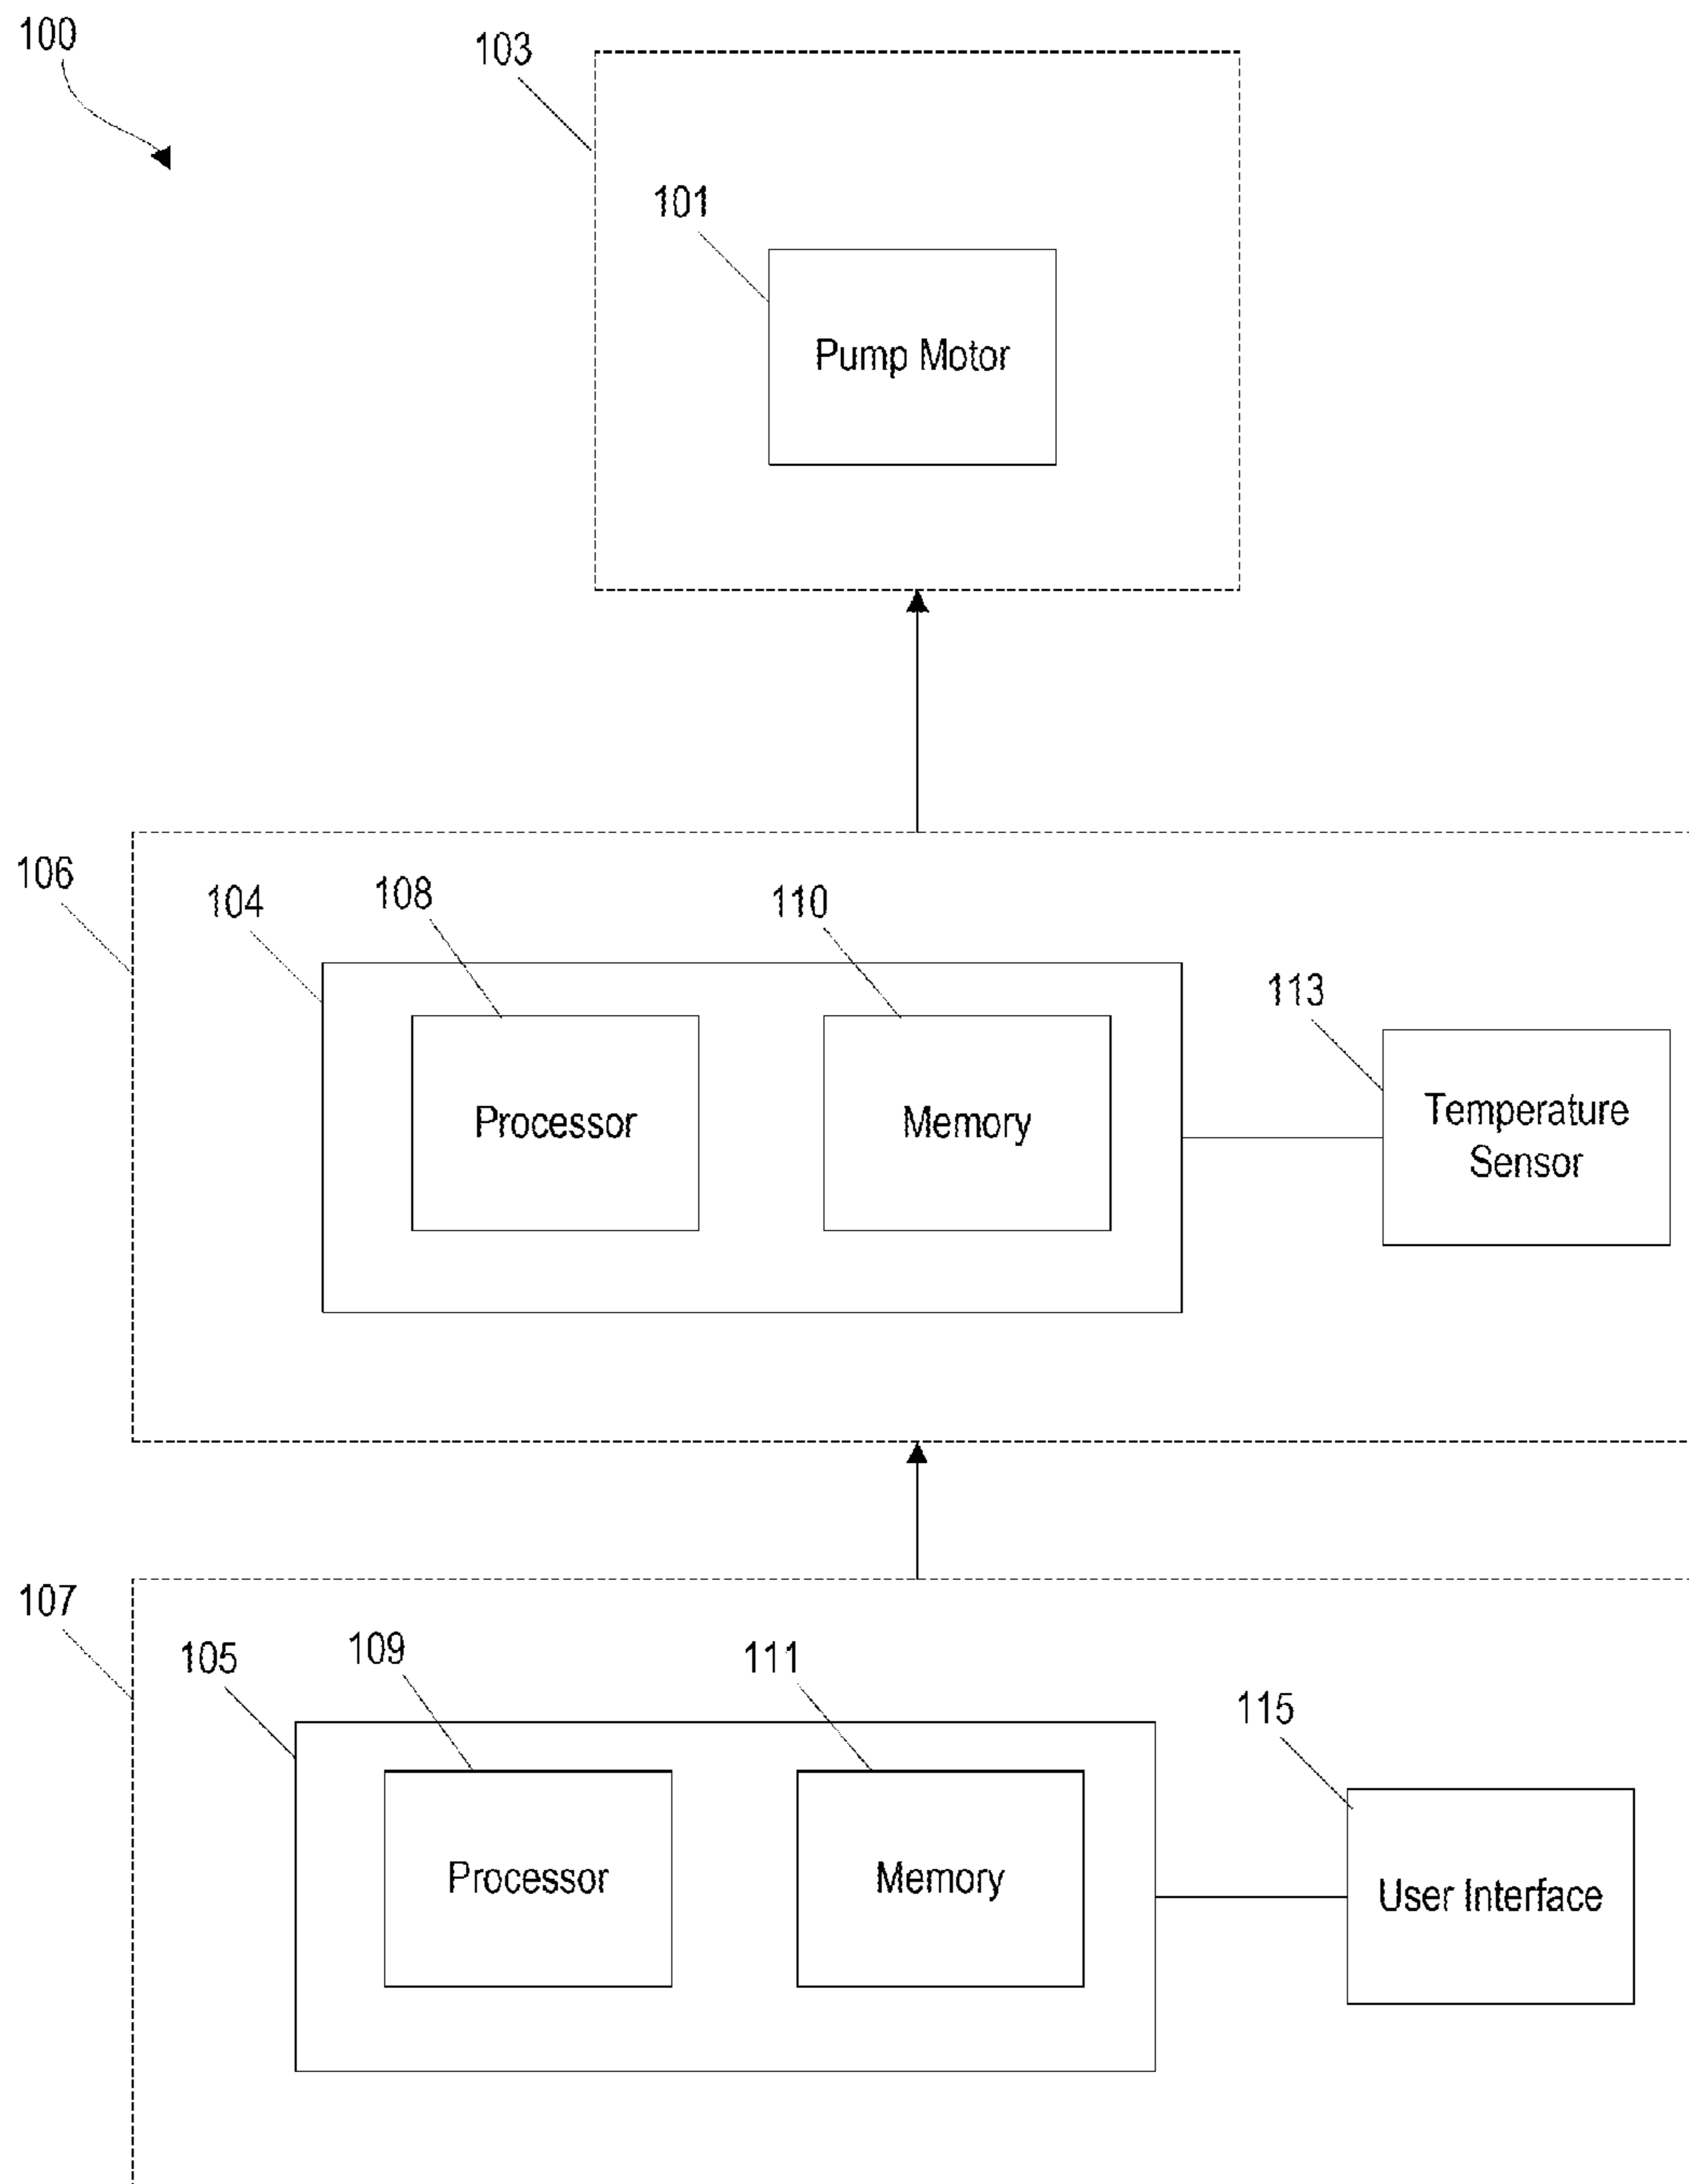 100
103
101
Pump Motor
106
104
108
110
113
Processor
Memory
Temperature
Sensor
107
105
109
111
115
Processor
Memory
User Interface